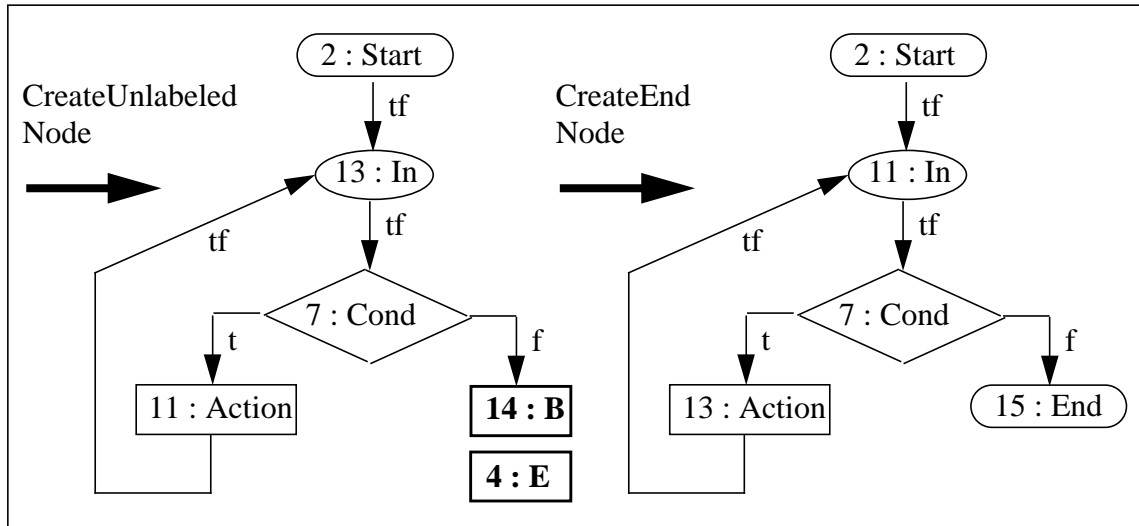 2 : Start
CreateUnlabeled
Node
tf
13 : In
tf
tf
7 : Cond
t
f
11 : Action
14 : B
4 : E
2 : Start
CreateEnd
Node
tf
11 : In
tf
tf
7 : Cond
t
f
13 : Action
15 : End